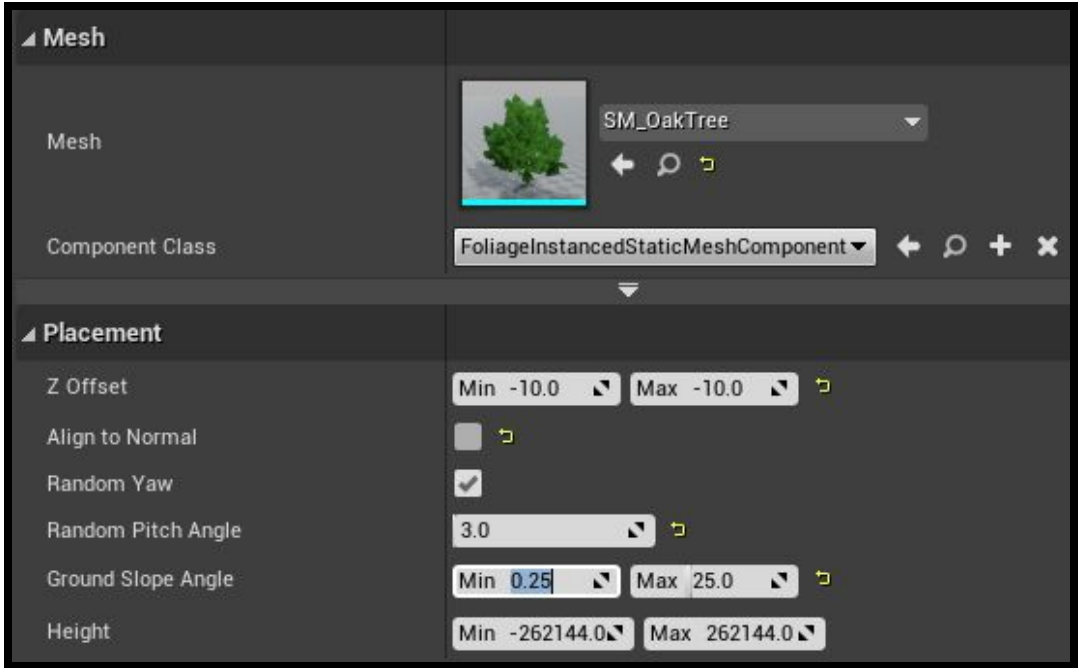 Mesh
Mesh
SM_OakTree
Component Class
FoliageInstancedStaticMeshComponent
Placement
Z Offset
Min -10.0 Max -10.0
Align to Normal
Random Yaw
Random Pitch Angle
3.0
Ground Slope Angle
Min 0.25 Max 25.0
Height
Min -262144.0 Max 262144.0